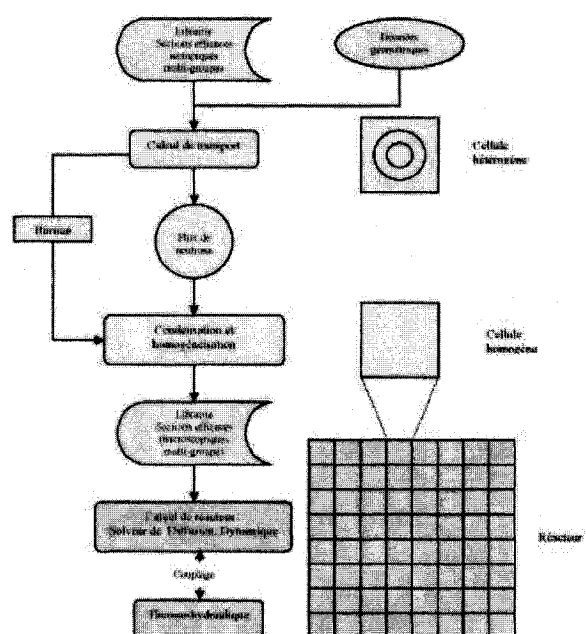 Librairie
Sections efficaces
multi-groupes
Données
géométriques
Calcul de transport
Cellule
hétérogène
Flux de
neutrons
Condensation et
homogénéisation
Cellule
homogène
Librairie
Sections efficaces
macroscopiques
multi-groupes
Calcul de réacteur
Solveur de Diffusion, Dynamique
Réacteur
Couplage
Thermohydraulique